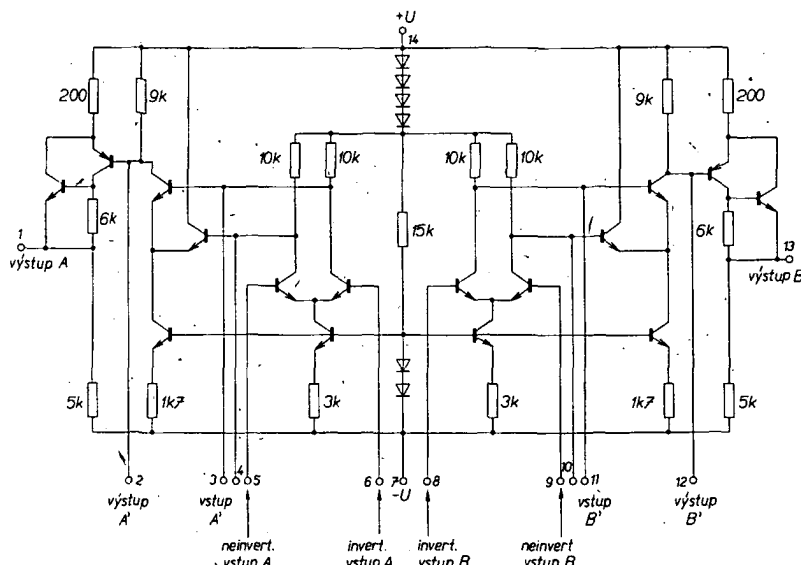 +U
14
200
9k
9k
200
10k
10k
10k
10k
6k
15k
6k
1
výstup A
13
výstup B
5k
1k7
3k
3k
1k7
5k
2
3
4
5
6
7
8
9
10
11
12
výstup
A'
vstup
A'
-U
vstup
B'
výstup
B'
neinvert.
vstup A
invert.
vstup A
invert.
vstup B
neinvert
vstup B